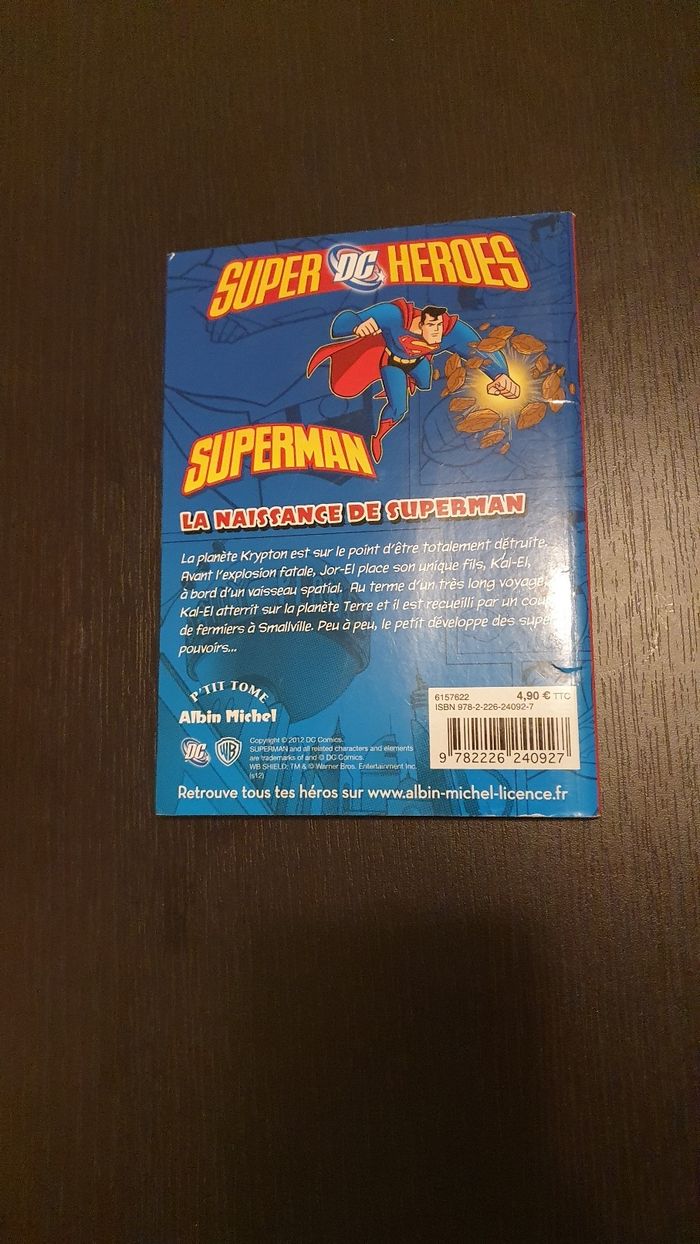 SUPER DC HEROES
SUPERMAN
LA NAISSANCE DE SUPERMAN
La planète Krypton est sur le point d'être totalement détruite.
Avant l'explosion fatale, Jor-El place son unique fils, Kal-El,
à bord d'un vaisseau spatial. Au terme d'un très long voyage,
Kal-El atterrit sur la planète Terre et il est recueilli par un
de fermiers à Smallville. Peu à peu, le petit développe des super
pouvoirs...
P'TIT TOME
Albin Michel
6157622 4,90 € TTC
ISBN 978-2-226-24092-7
9 782226 240927
DC WB
Copyright © 2012 DC Comics.
SUPERMAN and all related characters and elements
are trademarks of and © DC Comics.
WB SHIELD: TM & © Warner Bros. Entertainment Inc.
(s12)
Retrouve tous tes héros sur www.albin-michel-licence.fr